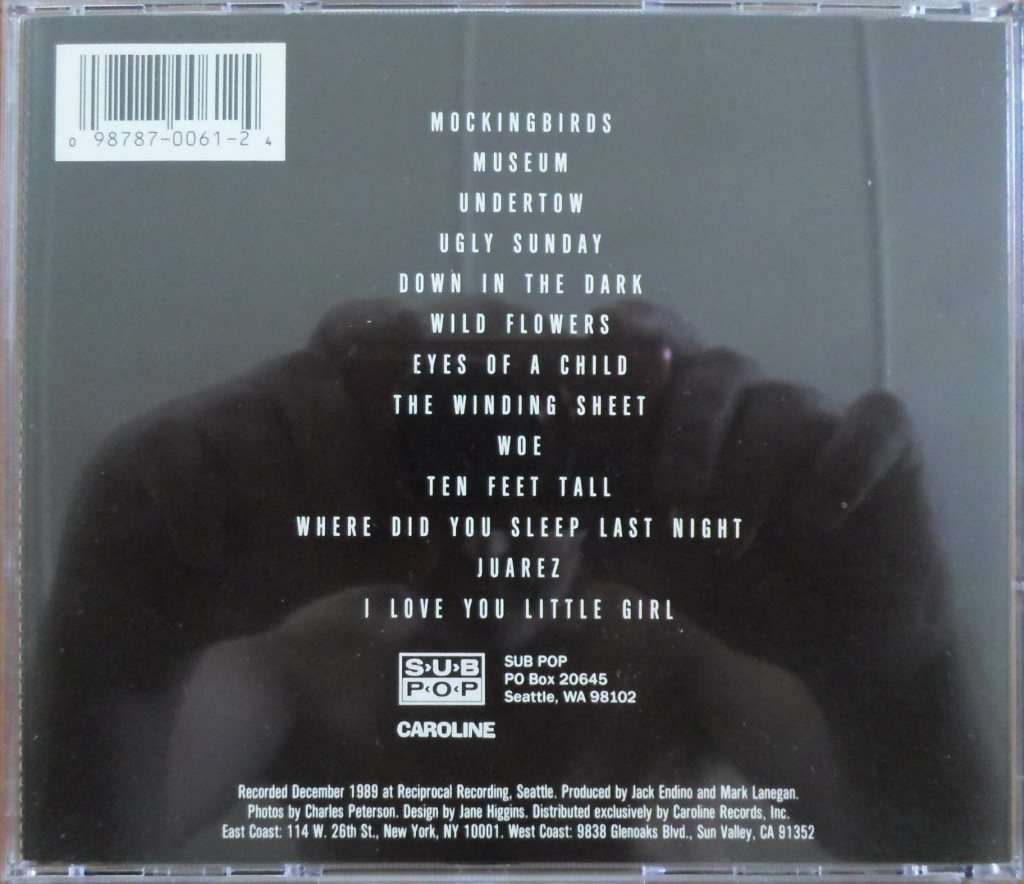 0 98787-0061-2 4
MOCKINGBIRDS
MUSEUM
UNDERTOW
UGLY SUNDAY
DOWN IN THE DARK
WILD FLOWERS
EYES OF A CHILD
THE WINDING SHEET
WOE
TEN FEET TALL
WHERE DID YOU SLEEP LAST NIGHT
JUAREZ
I LOVE YOU LITTLE GIRL
S›U›B
P‹O‹P
CAROLINE
SUB POP
PO Box 20645
Seattle, WA 98102
Recorded December 1989 at Reciprocal Recording, Seattle. Produced by Jack Endino and Mark Lanegan.
Photos by Charles Peterson. Design by Jane Higgins. Distributed exclusively by Caroline Records, Inc.
East Coast: 114 W. 26th St., New York, NY 10001. West Coast: 9838 Glenoaks Blvd., Sun Valley, CA 91352